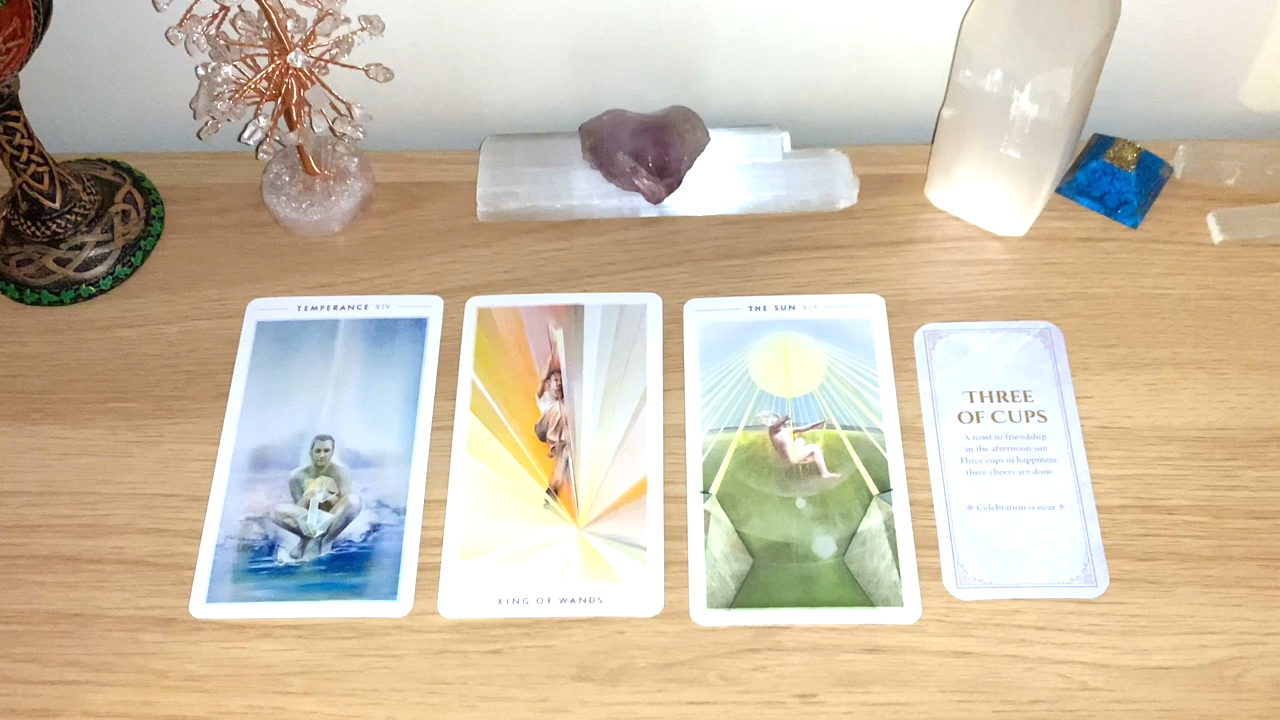 TEMPERANCE XIV
KING OF WANDS
THE SUN XIX
THREE
OF CUPS
A toast to friendship
in the afternoon sun
Three cups in happiness,
three cheers are done
Celebration is near